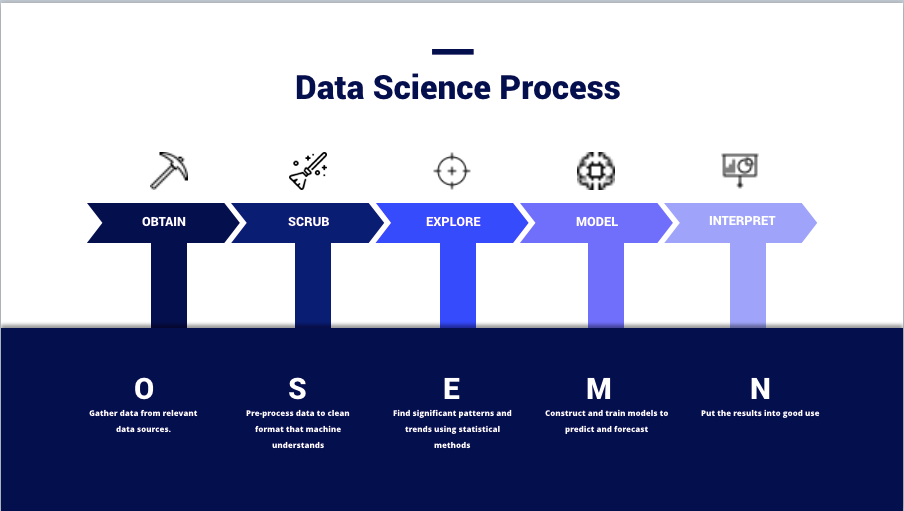 Data Science Process
OBTAIN
SCRUB
EXPLORE
MODEL
INTERPRET
O
Gather data from relevant
data sources.
S
Pre-process data to clean
format that machine
understands
E
Find significant patterns and
trends using statistical
methods
M
Construct and train models to
predict and forecast
N
Put the results into good use